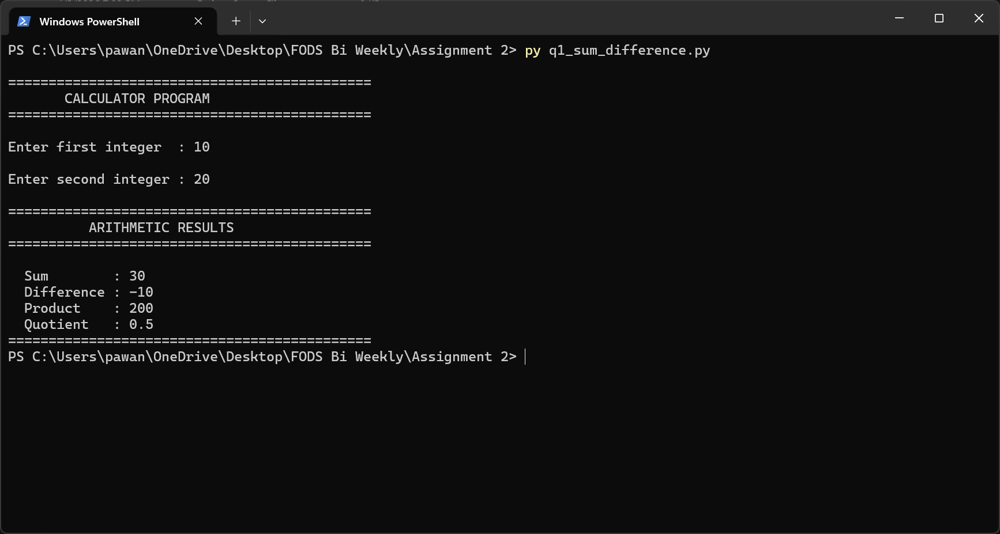 Windows PowerShell
PS C:\Users\pawan\OneDrive\Desktop\FODS Bi Weekly\Assignment 2> py q1_sum_difference.py
=============================================
       CALCULATOR PROGRAM
=============================================
Enter first integer  : 10
Enter second integer : 20
=============================================
          ARITHMETIC RESULTS
=============================================
  Sum        : 30
  Difference : -10
  Product    : 200
  Quotient   : 0.5
=============================================
PS C:\Users\pawan\OneDrive\Desktop\FODS Bi Weekly\Assignment 2>